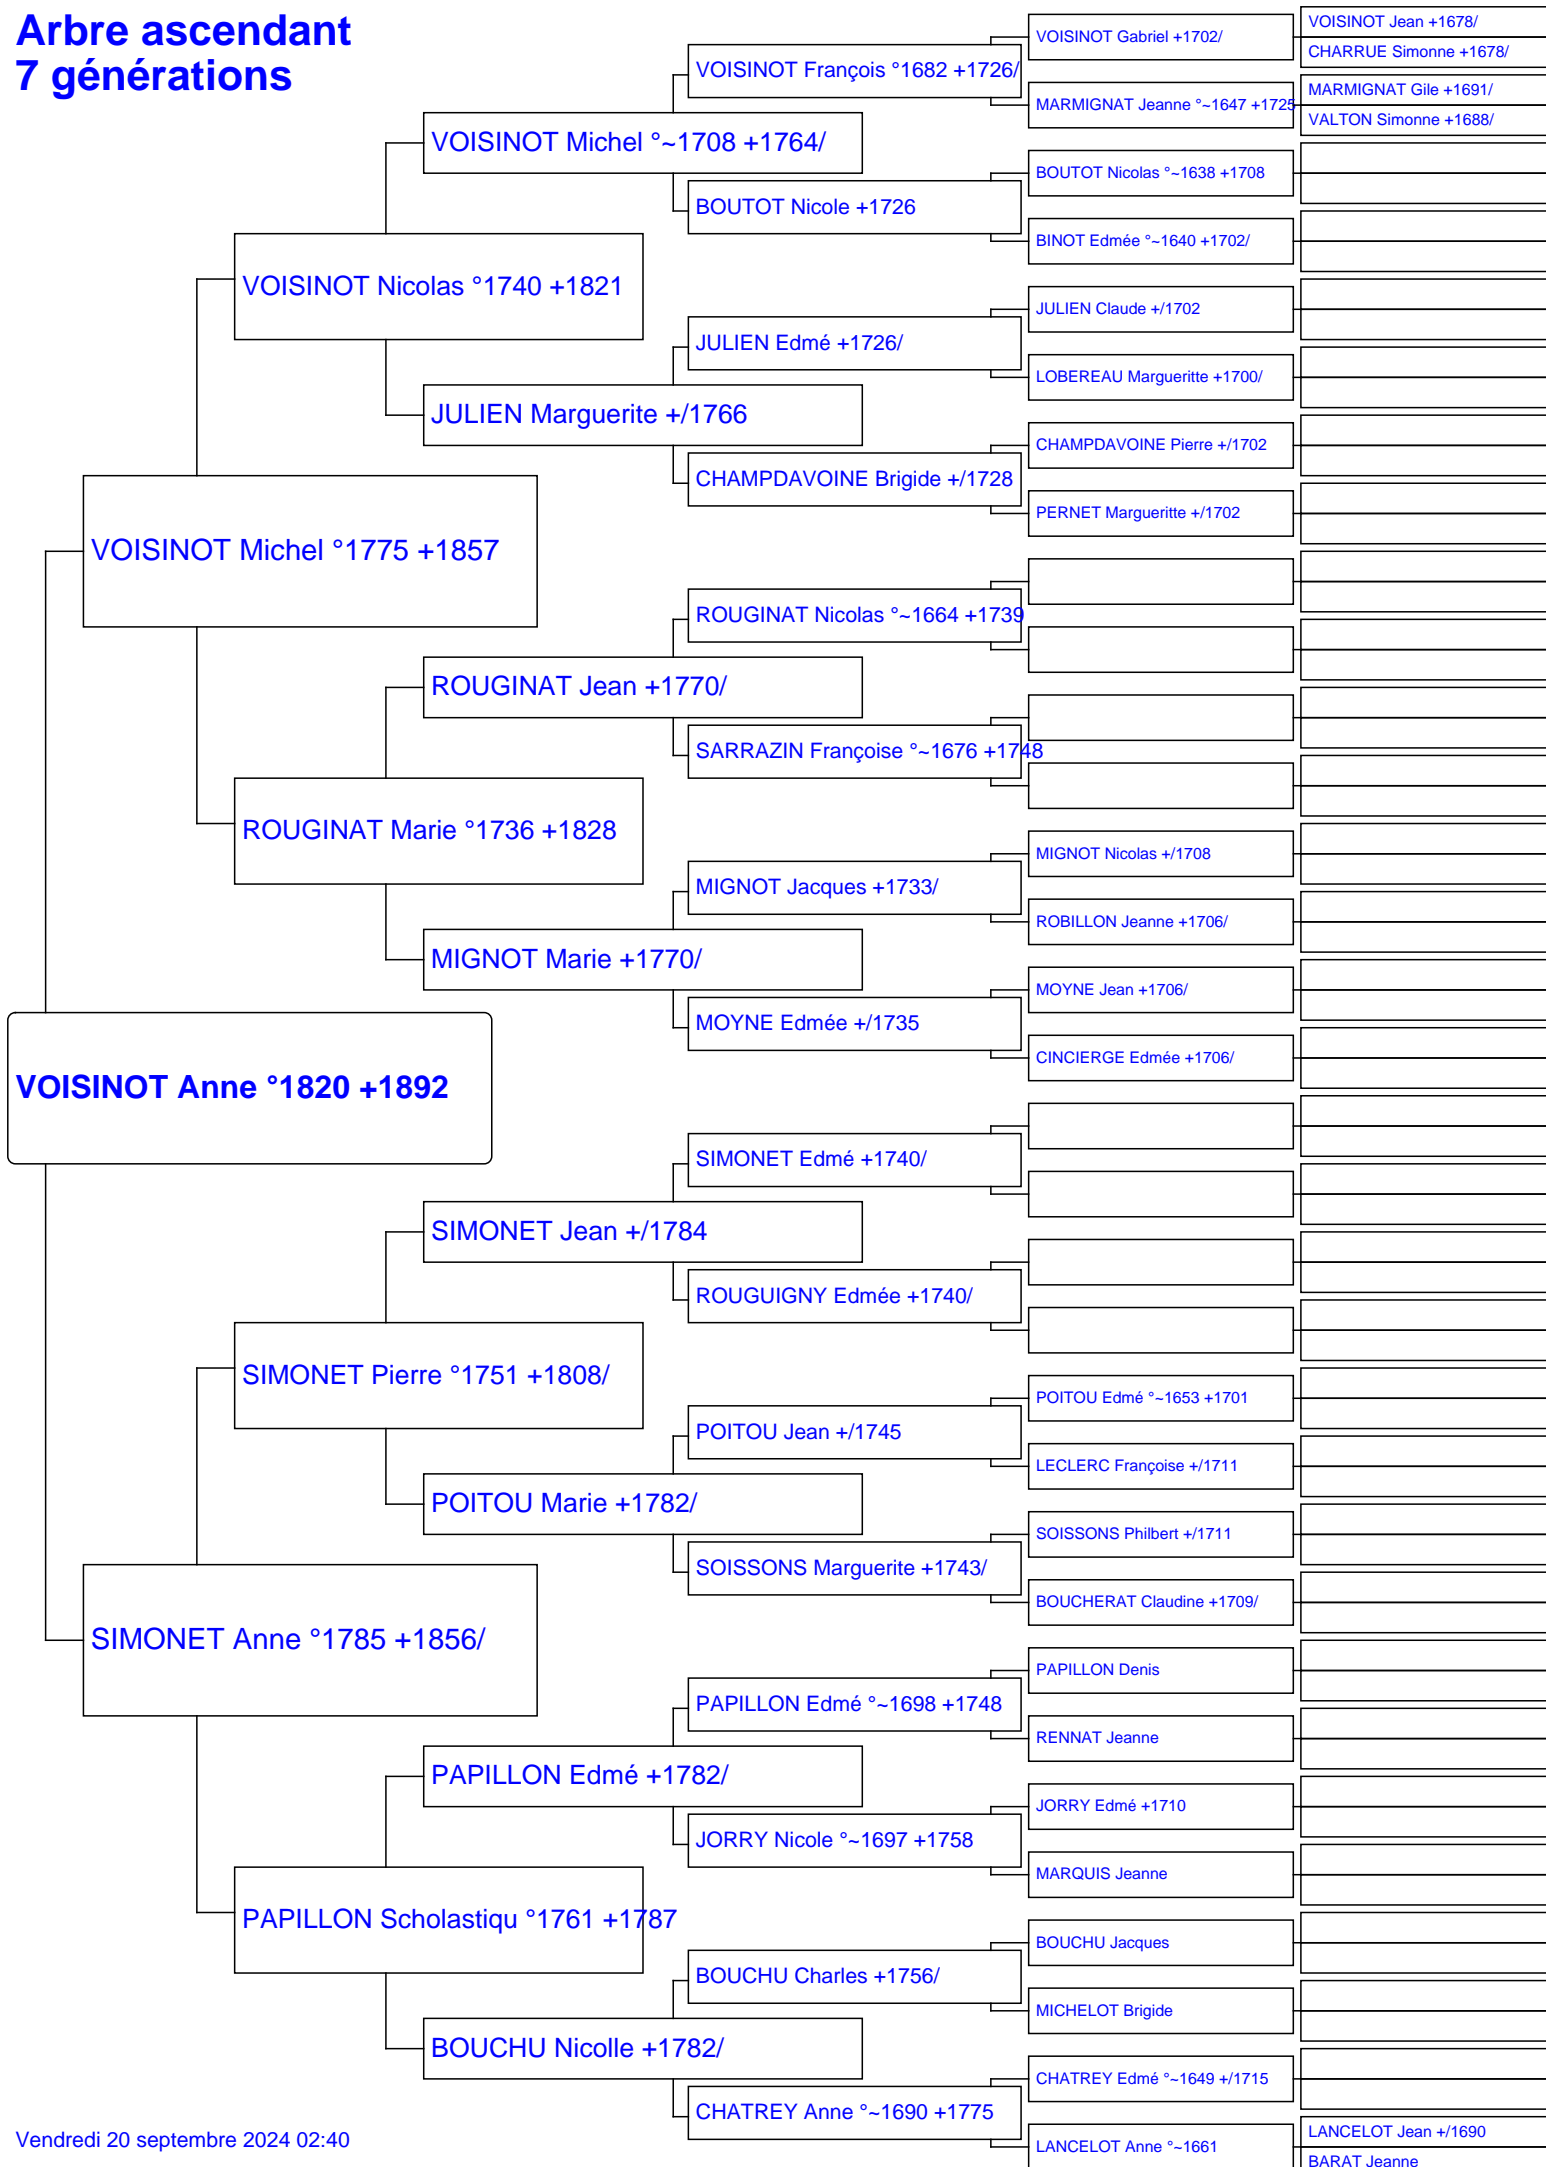 Arbre ascendant
7 générations
VOISINOT Anne °1820 +1892
VOISINOT Michel °1775 +1857
SIMONET Anne °1785 +1856/
VOISINOT Nicolas °1740 +1821
ROUGINAT Marie °1736 +1828
SIMONET Pierre °1751 +1808/
PAPILLON Scholastiqu °1761 +1787
VOISINOT Michel °~1708 +1764/
JULIEN Marguerite +/1766
ROUGINAT Jean +1770/
MIGNOT Marie +1770/
SIMONET Jean +/1784
POITOU Marie +1782/
PAPILLON Edmé +1782/
BOUCHU Nicolle +1782/
VOISINOT François °1682 +1726/
BOUTOT Nicole +1726
JULIEN Edmé +1726/
CHAMPDAVOINE Brigide +/1728
ROUGINAT Nicolas °~1664 +1739
SARRAZIN Françoise °~1676 +1748
MIGNOT Jacques +1733/
MOYNE Edmée +/1735
SIMONET Edmé +1740/
ROUGUIGNY Edmée +1740/
POITOU Jean +/1745
SOISSONS Marguerite +1743/
PAPILLON Edmé °~1698 +1748
JORRY Nicole °~1697 +1758
BOUCHU Charles +1756/
CHATREY Anne °~1690 +1775
VOISINOT Gabriel +1702/
MARMIGNAT Jeanne °~1647 +1725
BOUTOT Nicolas °~1638 +1708
BINOT Edmée °~1640 +1702/
JULIEN Claude +/1702
LOBEREAU Margueritte +1700/
CHAMPDAVOINE Pierre +/1702
PERNET Margueritte +/1702
MIGNOT Nicolas +/1708
ROBILLON Jeanne +1706/
MOYNE Jean +1706/
CINCIERGE Edmée +1706/
POITOU Edmé °~1653 +1701
LECLERC Françoise +/1711
SOISSONS Philbert +/1711
BOUCHERAT Claudine +1709/
PAPILLON Denis
RENNAT Jeanne
JORRY Edmé +1710
MARQUIS Jeanne
BOUCHU Jacques
MICHELOT Brigide
CHATREY Edmé °~1649 +/1715
LANCELOT Anne °~1661
VOISINOT Jean +1678/
CHARRUE Simonne +1678/
MARMIGNAT Gile +1691/
VALTON Simonne +1688/
LANCELOT Jean +/1690
BARAT Jeanne
Vendredi 20 septembre 2024 02:40